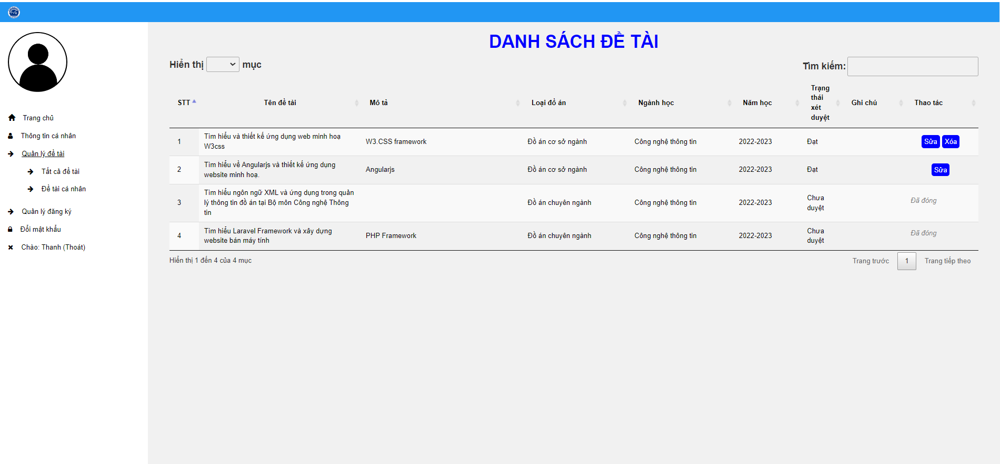 DANH SÁCH ĐỀ TÀI
Hiển thị mục
Tìm kiếm:
Trang chủ
Thông tin cá nhân
Quản lý đề tài
Tất cả đề tài
Đề tài cá nhân
Quản lý đăng ký
Đổi mật khẩu
Chào: Thanh (Thoát)
STT Tên đề tài Mô tả Loại đồ án Ngành học Năm học Trạng thái xét duyệt Ghi chú Thao tác
1 Tìm hiểu và thiết kế ứng dụng web minh hoạ W3css W3.CSS framework Đồ án cơ sở ngành Công nghệ thông tin 2022-2023 Đạt Sửa Xóa
2 Tìm hiểu về Angularjs và thiết kế ứng dụng website minh hoạ. Angularjs Đồ án cơ sở ngành Công nghệ thông tin 2022-2023 Đạt Sửa
3 Tìm hiểu ngôn ngữ XML và ứng dụng trong quản lý thông tin đồ án tại Bộ môn Công nghệ Thông tin Đồ án chuyên ngành Công nghệ thông tin 2022-2023 Chưa duyệt Đã đóng
4 Tìm hiểu Laravel Framework và xây dựng website bán máy tính PHP Framework Đồ án chuyên ngành Công nghệ thông tin 2022-2023 Chưa duyệt Đã đóng
Hiển thị 1 đến 4 của 4 mục
Trang trước 1 Trang tiếp theo